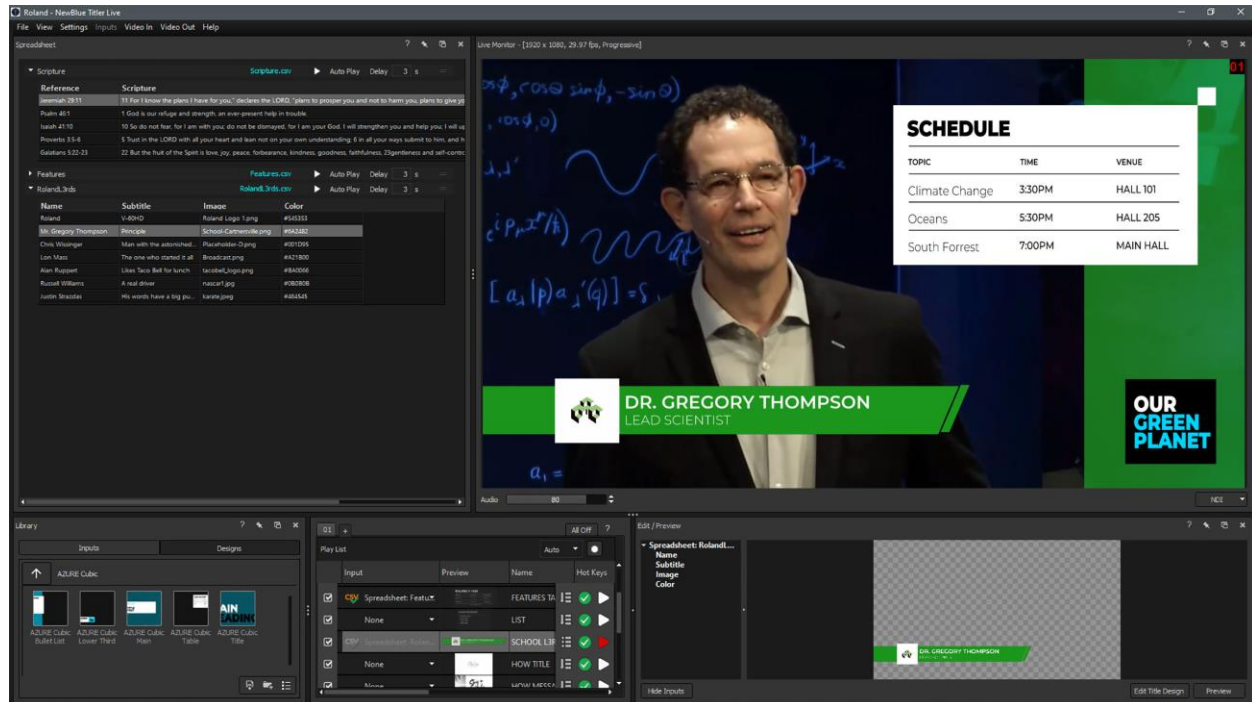 Roland - NewBlue Titler Live
File View Settings Inputs Video In Video Out Help
Spreadsheet
Scripture Scripture.csv Auto Play Delay 3 s
Reference Scripture
Jeremiah 29:11 11 For I know the plans I have for you," declares the LORD, "plans to prosper you and not to harm you, plans to give yo
Psalm 46:1 1 God is our refuge and strength, an ever-present help in trouble.
Isaiah 41:10 10 So do not fear, for I am with you; do not be dismayed, for I am your God. I will strengthen you and help you; I will up
Proverbs 3:5-6 5 Trust in the LORD with all your heart and lean not on your own understanding; 6 in all your ways submit to him, and h
Galatians 5:22-23 22 But the fruit of the Spirit is love, joy, peace, forbearance, kindness, goodness, faithfulness, 23gentleness and self-contro
Features Features.csv Auto Play Delay 3 s
RolandL3rds RolandL3rds.csv Auto Play Delay 3 s
Name Subtitle Image Color
Roland V-60HD Roland Logo 1.png #545353
Mr. Gregory Thompson Principle School-Cartnersville.png #6A2482
Chris Wissinger Man with the astonished... Placeholder-D.png #001D95
Lon Mass The one who started it all Broadcast.png #A21B00
Alan Ruppert Likes Taco Bell for lunch tacobell_logo.png #8A0066
Russell Williams A real driver nascar1.jpg #0B0B0B
Justin Strazdas His words have a big pu... karate.jpeg #464545
Live Monitor - [1920 x 1080, 29.97 fps, Progressive]
01
SCHEDULE
TOPIC TIME VENUE
Climate Change 3:30PM HALL 101
Oceans 5:30PM HALL 205
South Forrest 7:00PM MAIN HALL
DR. GREGORY THOMPSON
LEAD SCIENTIST
OUR
GREEN
PLANET
Audio 80
NDI
Library
Inputs Designs
AZURE Cubic
AZURE Cubic Bullet List
AZURE Cubic Lower Third
AZURE Cubic Main
AZURE Cubic Table
AZURE Cubic Title
01 + All Off ?
Play List Auto
Input Preview Name Hot Keys
CSV Spreadsheet: Featu FEATURES TA
None LIST
CSV SCHOOL L3R
None HOW TITLE
None HOW MESSA
Edit / Preview
Spreadsheet: RolandL...
Name
Subtitle
Image
Color
DR. GREGORY THOMPSON
Hide Inputs
Edit Title Design Preview